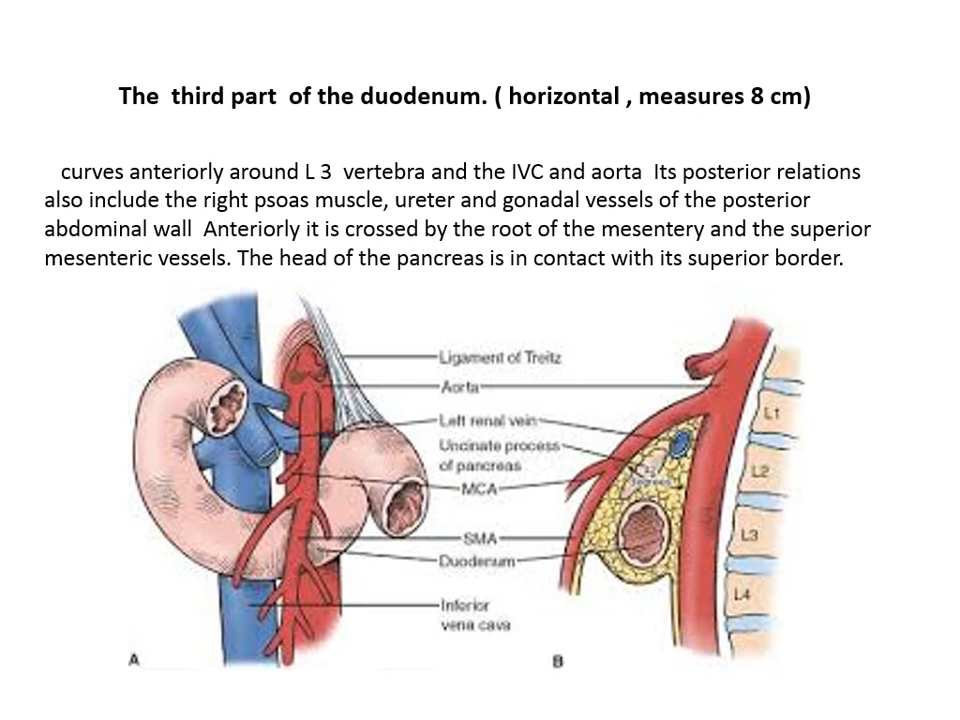 The third part of the duodenum. ( horizontal , measures 8 cm)
curves anteriorly around L 3 vertebra and the IVC and aorta Its posterior relations
also include the right psoas muscle, ureter and gonadal vessels of the posterior
abdominal wall Anteriorly it is crossed by the root of the mesentery and the superior
mesenteric vessels. The head of the pancreas is in contact with its superior border.
Ligament of Treitz
Aorta
Left renal vein
Uncinate process
of pancreas
MCA
SMA
Duodenum
Inferior
vena cava
degrees
L1
L2
L3
L4
A
B